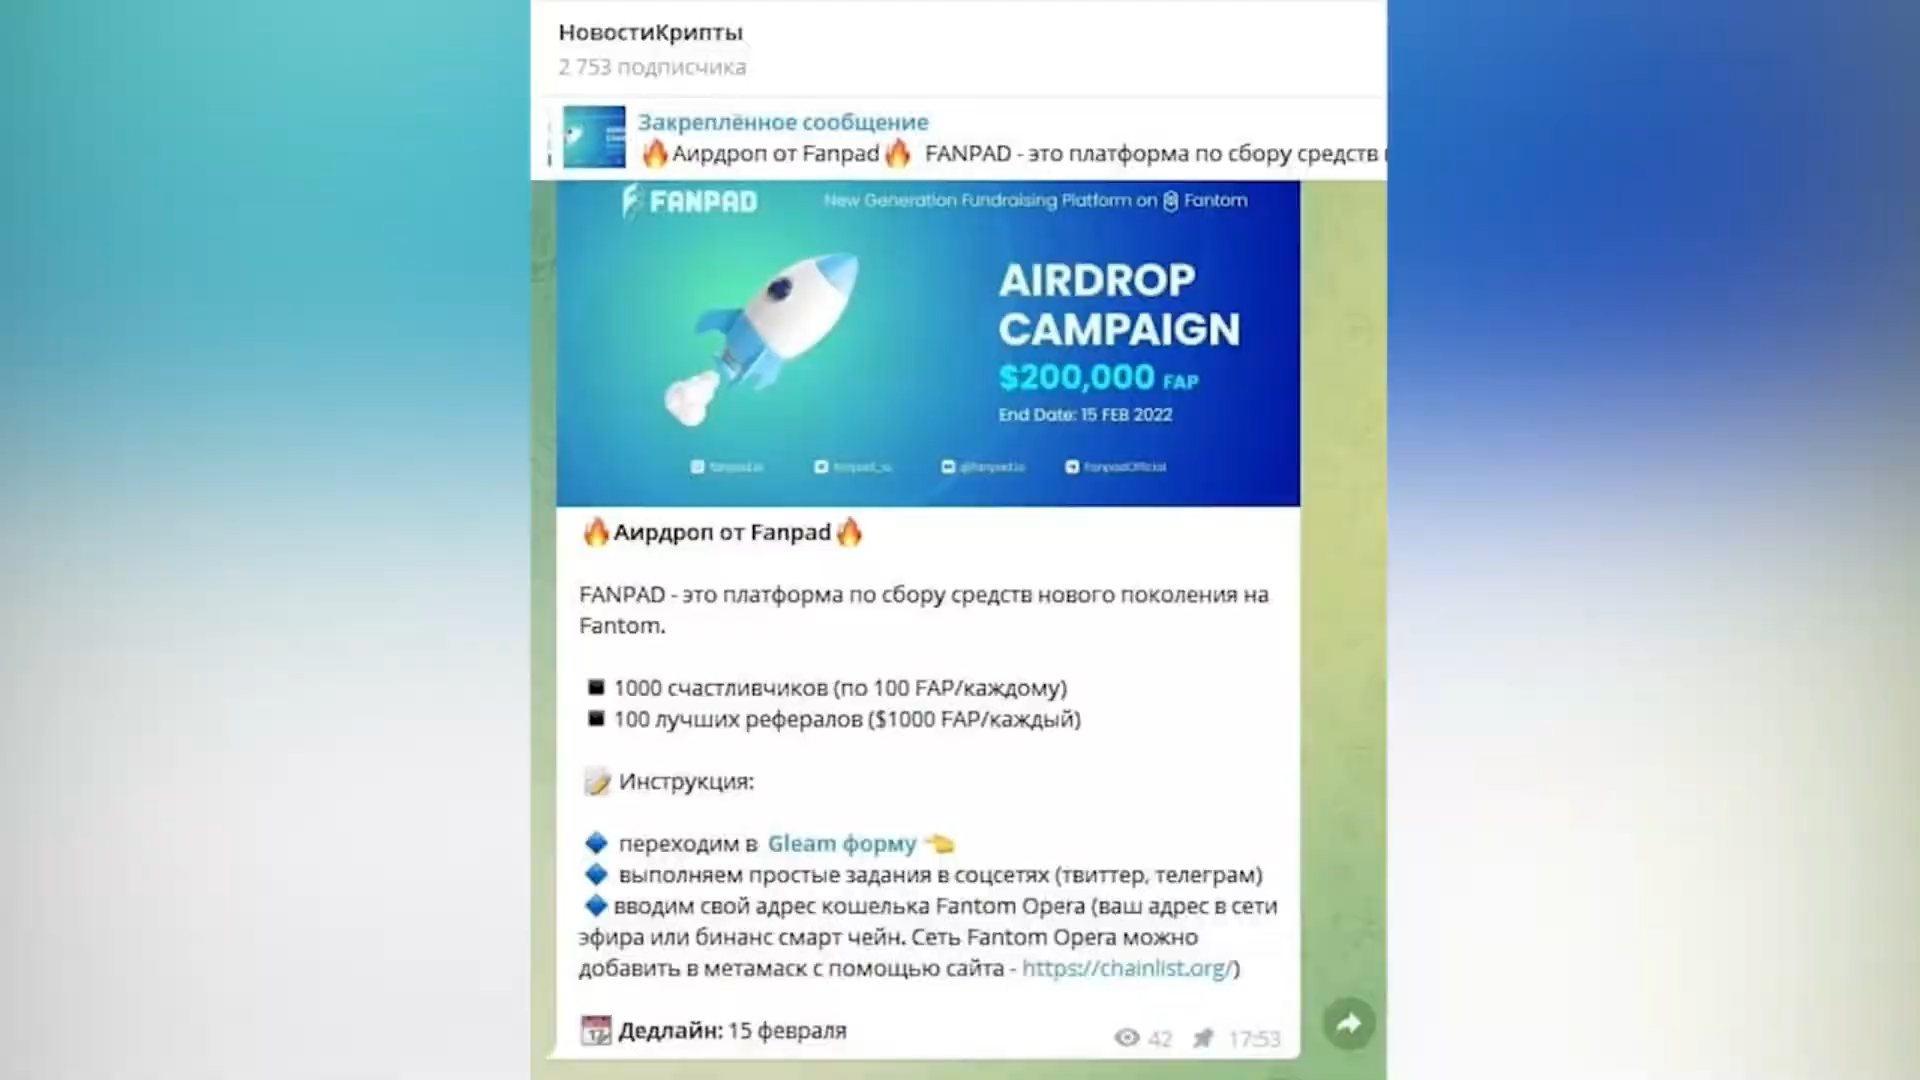 НовостиКрипты
2 753 подписчика
Закреплённое сообщение
🔥Аирдроп от Fanpad🔥 FANPAD - это платформа по сбору средств
FANPAD
New Generation Fundraising Platform on Fantom
AIRDROP
CAMPAIGN
$200,000 FAP
End Date: 15 FEB 2022
🔥Аирдроп от Fanpad🔥
FANPAD - это платформа по сбору средств нового поколения на
Fantom.
◾ 1000 счастливчиков (по 100 FAP/каждому)
◾ 100 лучших рефералов ($1000 FAP/каждый)
📝 Инструкция:
🔹 переходим в Gleam форму 👈
🔹 выполняем простые задания в соцсетях (твиттер, телеграм)
🔹вводим свой адрес кошелька Fantom Opera (ваш адрес в сети
эфира или бинанс смарт чейн. Сеть Fantom Opera можно
добавить в метамаск с помощью сайта - https://chainlist.org/)
📆 Дедлайн: 15 февраля
42 17:53